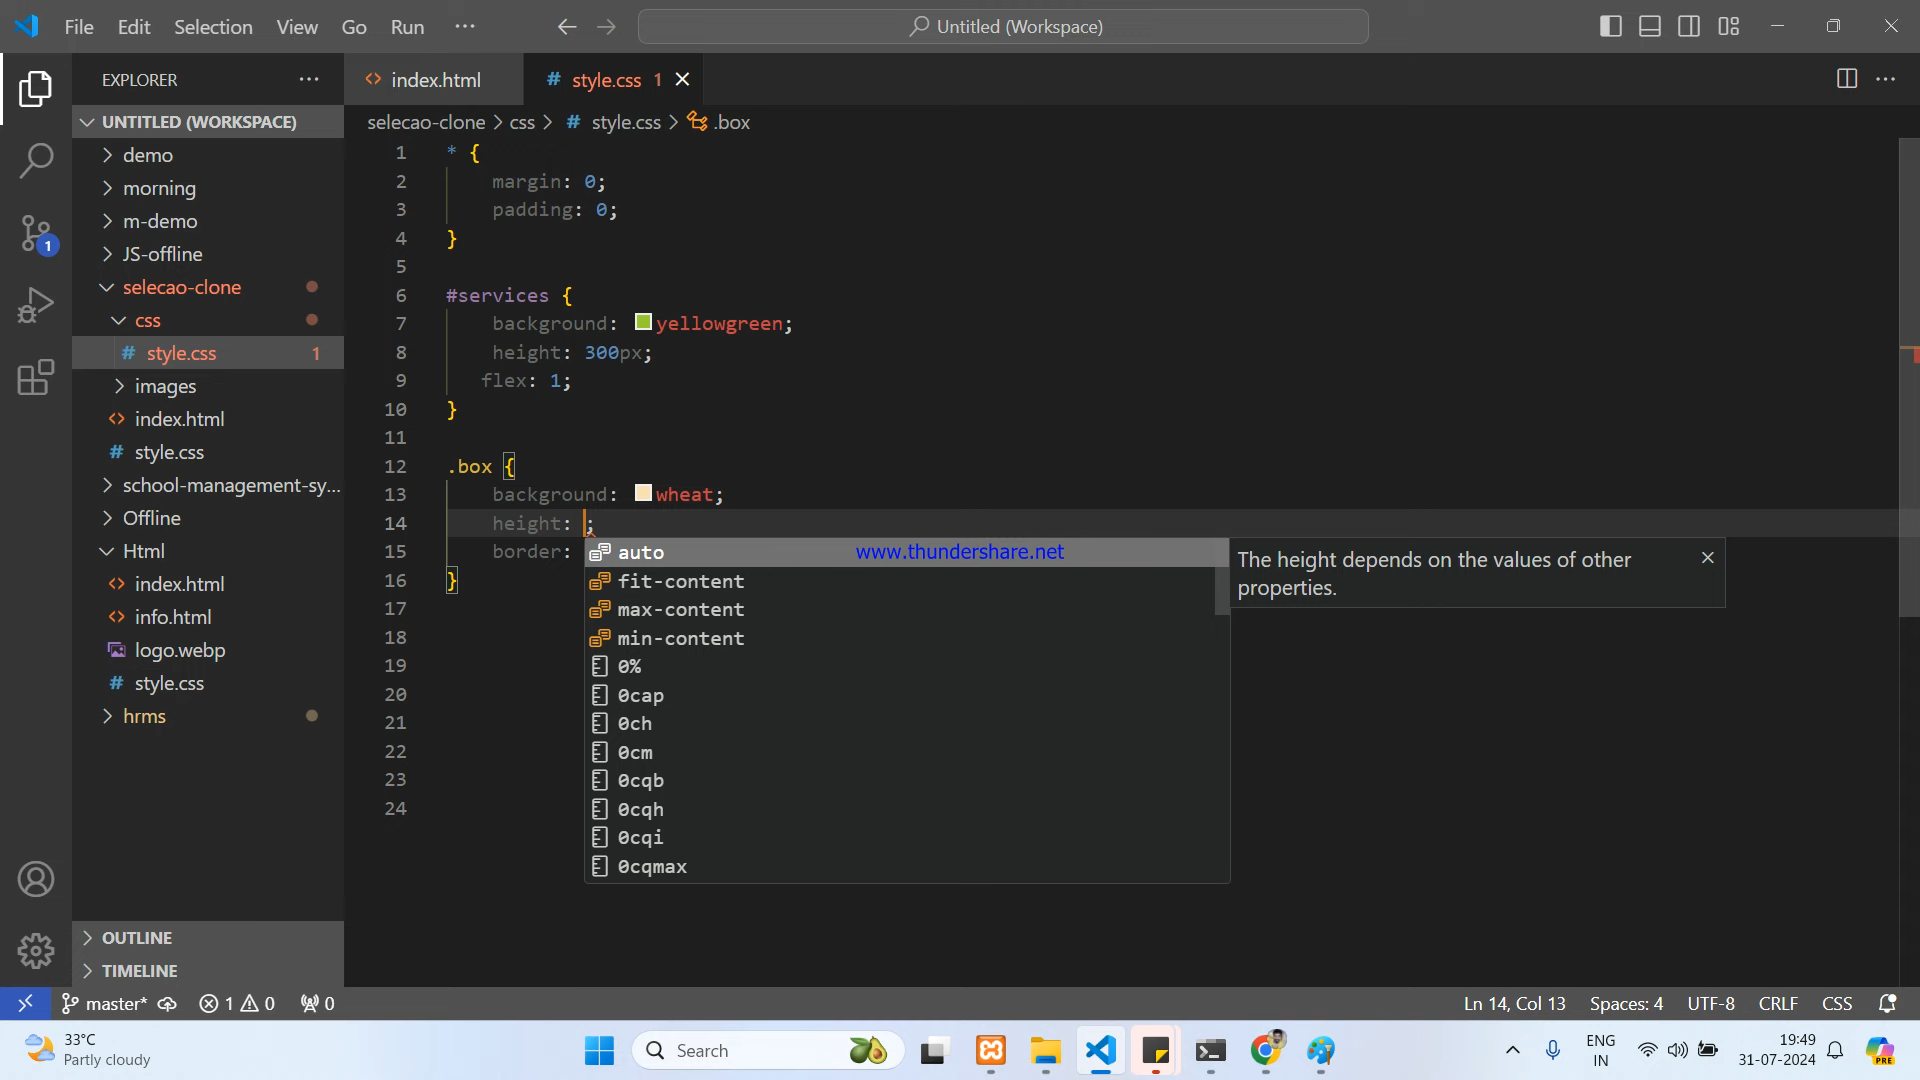 File Edit Selection View Go Run ··· Untitled (Workspace)
EXPLORER ···
UNTITLED (WORKSPACE)
demo
morning
m-demo
JS-offline
selecao-clone
css
# style.css 1
images
<> index.html
# style.css
school-management-sy...
Offline
Html
<> index.html
<> info.html
logo.webp
# style.css
hrms
OUTLINE
TIMELINE
<> index.html # style.css 1
selecao-clone > css > # style.css > .box
1 * {
2 margin: 0;
3 padding: 0;
4 }
5
6 #services {
7 background: yellowgreen;
8 height: 300px;
9 flex: 1;
10 }
11
12 .box {
13 background: wheat;
14 height: ;
15 border:
16 }
17
18
19
20
21
22
23
24
auto www.thundershare.net
fit-content
max-content
min-content
0%
0cap
0ch
0cm
0cqb
0cqh
0cqi
0cqmax
The height depends on the values of other
properties.
1
master* 1 0 0 Ln 14, Col 13 Spaces: 4 UTF-8 CRLF CSS
33°C
Partly cloudy
Search
ENG
IN
19:49
31-07-2024
PRE